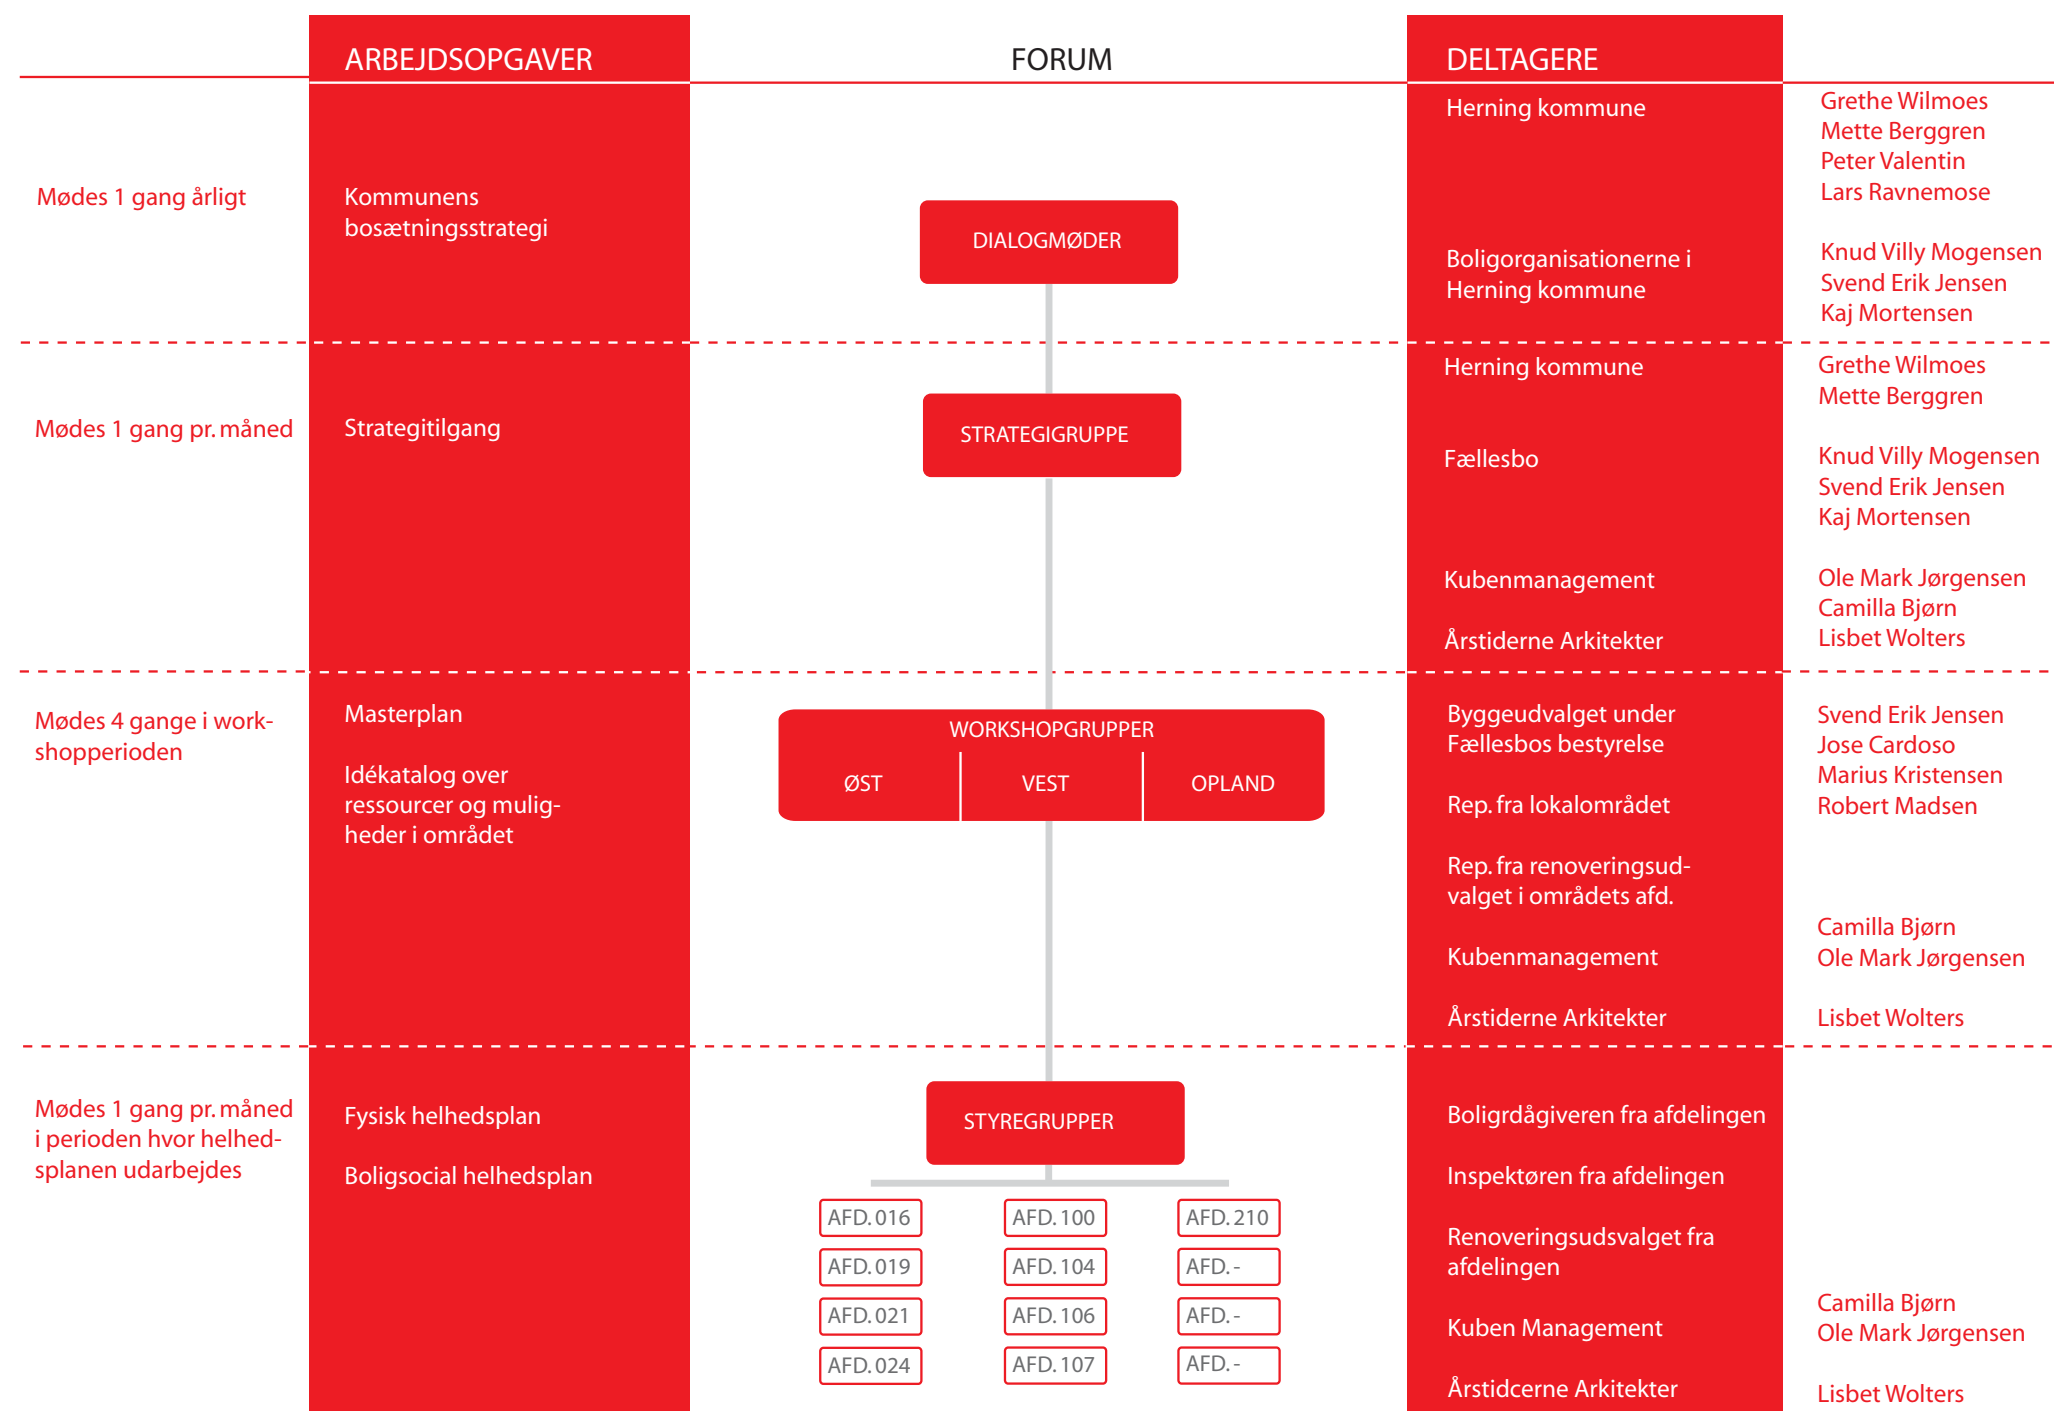 ARBEJDSOPGAVER
FORUM
DELTAGERE
Mødes 1 gang årligt
Kommunens
bosætningsstrategi
DIALOGMØDER
Herning kommune
Boligorganisationerne i
Herning kommune
Grethe Wilmoes
Mette Berggren
Peter Valentin
Lars Ravnemose
Knud Villy Mogensen
Svend Erik Jensen
Kaj Mortensen
Mødes 1 gang pr. måned
Strategitilgang
STRATEGIGRUPPE
Herning kommune
Fællesbo
Kubenmanagement
Årstiderne Arkitekter
Grethe Wilmoes
Mette Berggren
Knud Villy Mogensen
Svend Erik Jensen
Kaj Mortensen
Ole Mark Jørgensen
Camilla Bjørn
Lisbet Wolters
Mødes 4 gange i work-
shopperioden
Masterplan
Idékatalog over
ressourcer og mulig-
heder i området
WORKSHOPGRUPPER
ØST
VEST
OPLAND
Byggeudvalget under
Fællesbos bestyrelse
Rep. fra lokalområdet
Rep. fra renoveringsud-
valget i områdets afd.
Kubenmanagement
Årstiderne Arkitekter
Svend Erik Jensen
Jose Cardoso
Marius Kristensen
Robert Madsen
Camilla Bjørn
Ole Mark Jørgensen
Lisbet Wolters
Mødes 1 gang pr. måned
i perioden hvor helhed-
splanen udarbejdes
Fysisk helhedsplan
Boligsocial helhedsplan
STYREGRUPPER
AFD. 016
AFD. 100
AFD. 210
AFD. 019
AFD. 104
AFD. -
AFD. 021
AFD. 106
AFD. -
AFD. 024
AFD. 107
AFD. -
Boligrdågiveren fra afdelingen
Inspektøren fra afdelingen
Renoveringsudsvalget fra
afdelingen
Kuben Management
Årstidcerne Arkitekter
Camilla Bjørn
Ole Mark Jørgensen
Lisbet Wolters